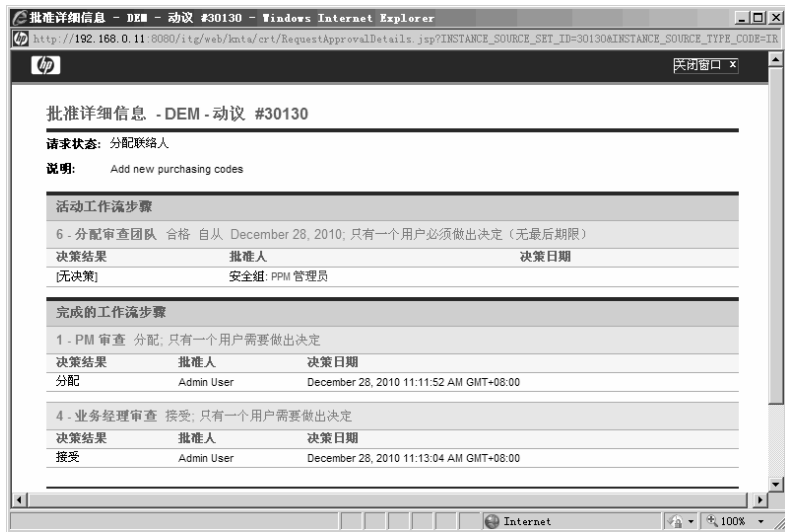 批准详细信息 - DEM - 动议 #30130 - Windows Internet Explorer
http://192.168.0.11:8080/itg/web/knta/crt/RequestApprovalDetails.jsp?INSTANCE_SOURCE_SET_ID=30130&INSTANCE_SOURCE_TYPE_CODE=IR
hp 关闭窗口 x
批准详细信息 - DEM - 动议 #30130
请求状态: 分配联络人
说明: Add new purchasing codes
活动工作流步骤
6 - 分配审查团队 合格 自从 December 28, 2010; 只有一个用户必须做出决定（无最后期限）
决策结果 批准人 决策日期
[无决策] 安全组: PPM 管理员
完成的工作流步骤
1 - PM 审查 分配; 只有一个用户需要做出决定
决策结果 批准人 决策日期
分配 Admin User December 28, 2010 11:11:52 AM GMT+08:00
4 - 业务经理审查 接受; 只有一个用户需要做出决定
决策结果 批准人 决策日期
接受 Admin User December 28, 2010 11:13:04 AM GMT+08:00
Internet 100%